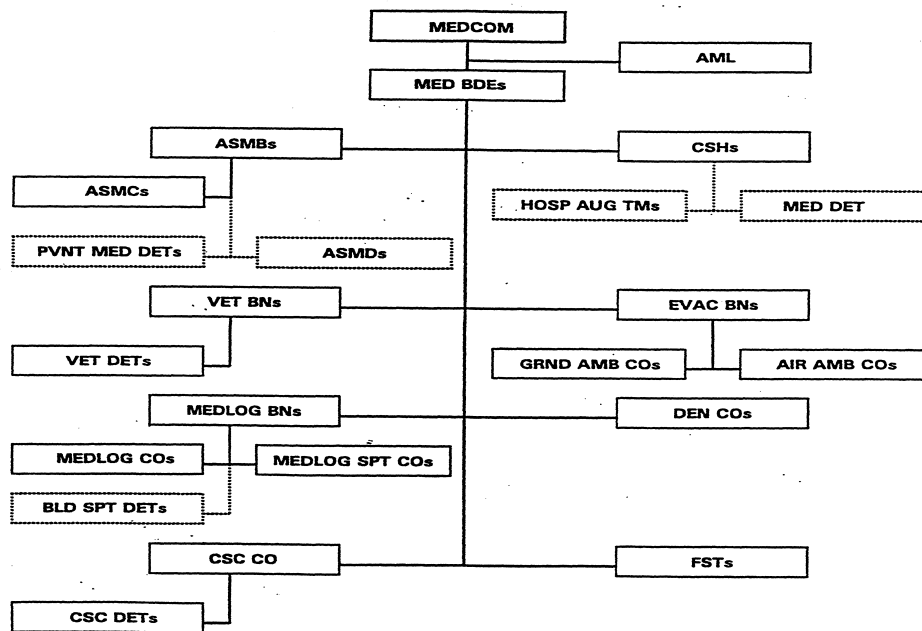 MEDCOM
AML
MED BDEs
ASMBs
CSHs
ASMCs
HOSP AUG TMs
MED DET
PVNT MED DETs
ASMDs
VET BNs
EVAC BNs
VET DETs
GRND AMB COs
AIR AMB COs
MEDLOG BNs
DEN COs
MEDLOG COs
MEDLOG SPT COs
BLD SPT DETs
CSC CO
FSTs
CSC DETs